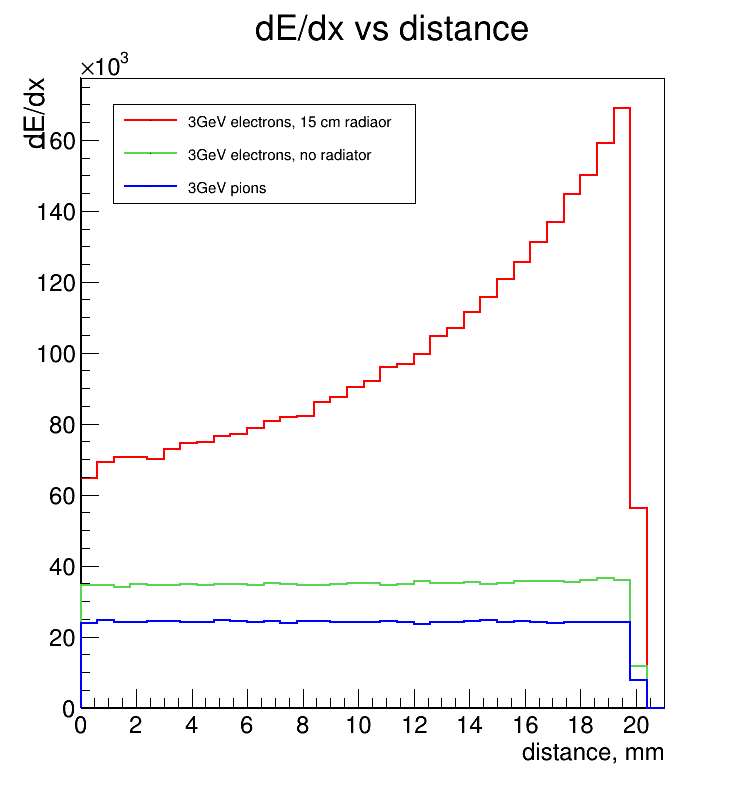 dE/dx vs distance
×10³
dE/dx
3GeV electrons, 15 cm radiaor
3GeV electrons, no radiator
3GeV pions
160
140
120
100
80
60
40
20
0
0 2 4 6 8 10 12 14 16 18 20
distance, mm